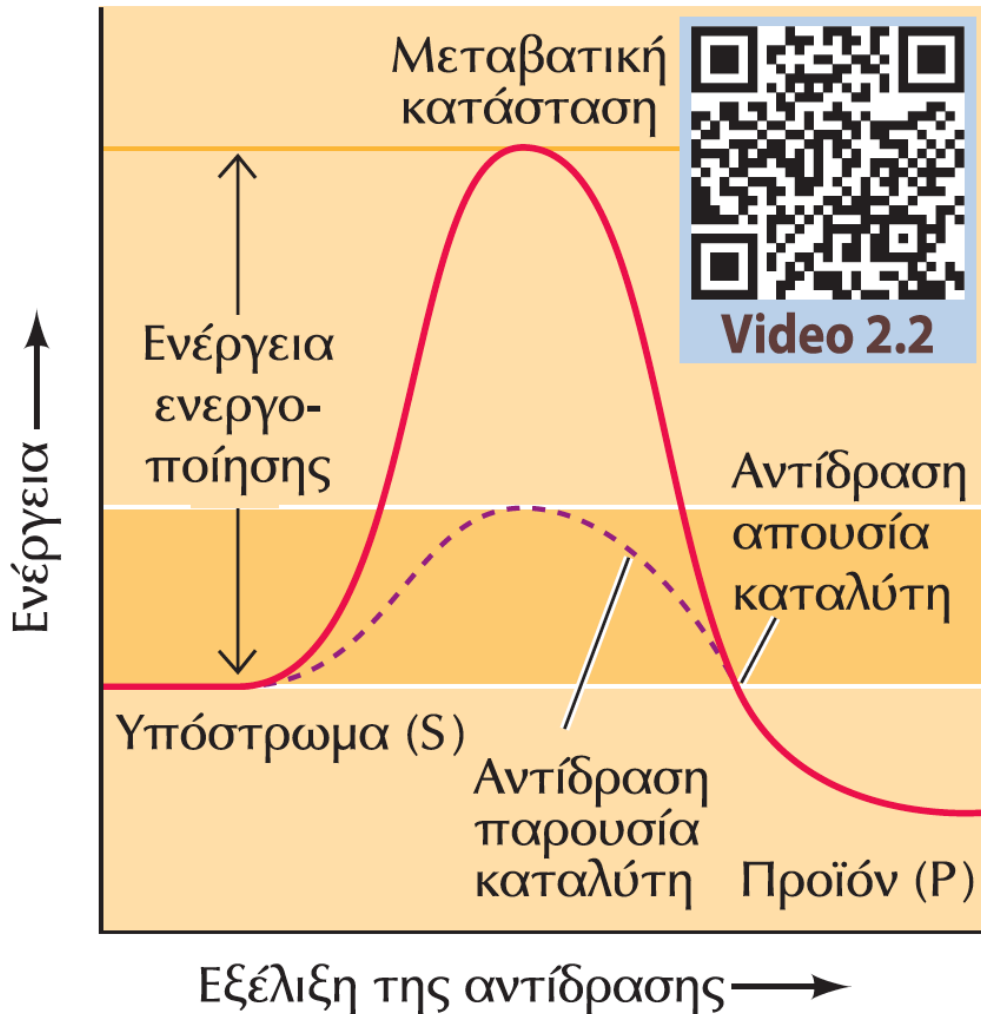 Μεταβατική
κατάσταση
Video 2.2
Ενέργεια
ενεργο-
ποίησης
Ενέργεια
Αντίδραση
απουσία
καταλύτη
Υπόστρωμα (S)
Αντίδραση
παρουσία
καταλύτη
Προϊόν (P)
Εξέλιξη της αντίδρασης